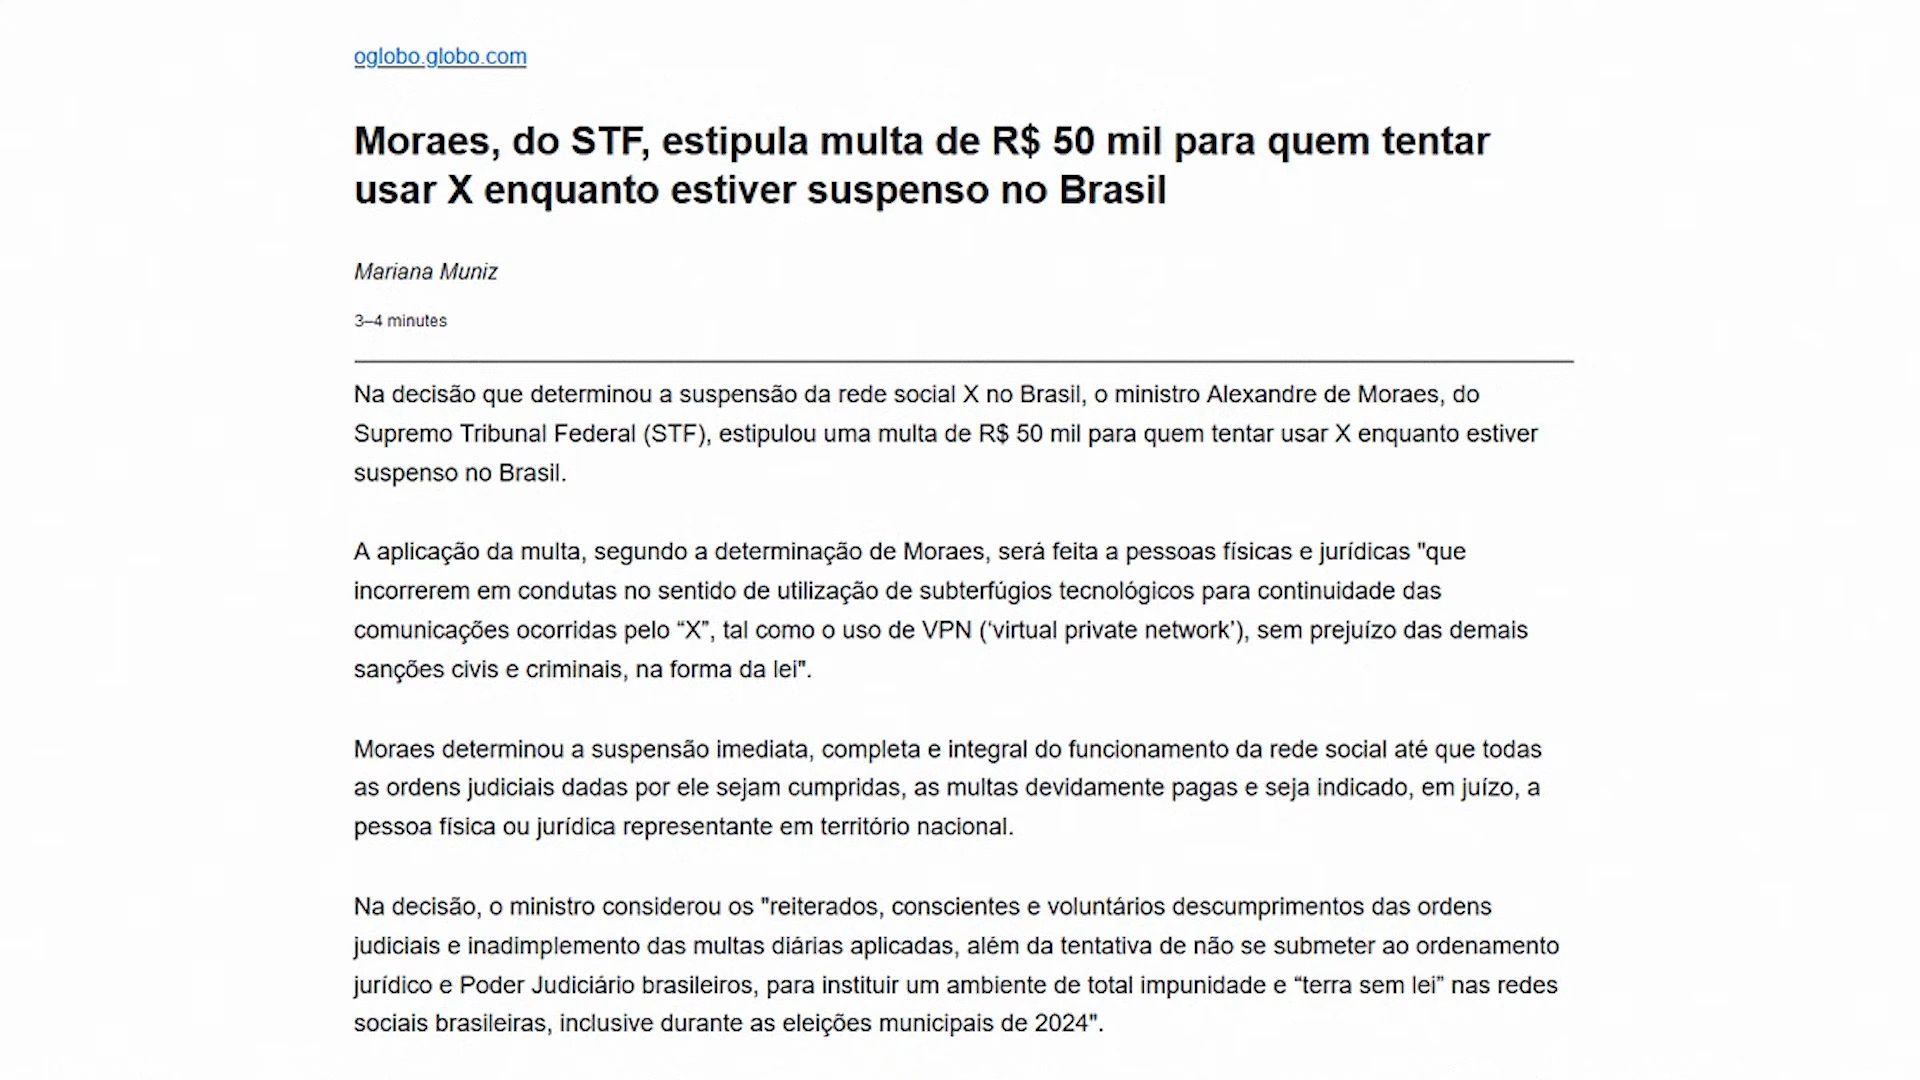 oglobo.globo.com
Moraes, do STF, estipula multa de R$ 50 mil para quem tentar
usar X enquanto estiver suspenso no Brasil
Mariana Muniz
3–4 minutes
Na decisão que determinou a suspensão da rede social X no Brasil, o ministro Alexandre de Moraes, do
Supremo Tribunal Federal (STF), estipulou uma multa de R$ 50 mil para quem tentar usar X enquanto estiver
suspenso no Brasil.
A aplicação da multa, segundo a determinação de Moraes, será feita a pessoas físicas e jurídicas "que
incorrerem em condutas no sentido de utilização de subterfúgios tecnológicos para continuidade das
comunicações ocorridas pelo “X”, tal como o uso de VPN (‘virtual private network’), sem prejuízo das demais
sanções civis e criminais, na forma da lei".
Moraes determinou a suspensão imediata, completa e integral do funcionamento da rede social até que todas
as ordens judiciais dadas por ele sejam cumpridas, as multas devidamente pagas e seja indicado, em juízo, a
pessoa física ou jurídica representante em território nacional.
Na decisão, o ministro considerou os "reiterados, conscientes e voluntários descumprimentos das ordens
judiciais e inadimplemento das multas diárias aplicadas, além da tentativa de não se submeter ao ordenamento
jurídico e Poder Judiciário brasileiros, para instituir um ambiente de total impunidade e “terra sem lei” nas redes
sociais brasileiras, inclusive durante as eleições municipais de 2024".